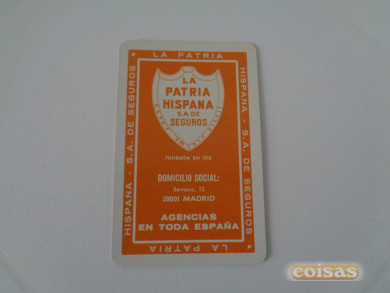 LA PATRIA
HISPANA - S.A. DE SEGUROS
LA
PATRIA
HISPANA
S.A. DE
SEGUROS
fundada en
DOMICILIO SOCIAL:
Serrano, 12
28001 MADRID
AGENCIAS
EN TODA ESPAÑA
HISPANA - S.A. DE SEGUROS
LA PATRIA
coisas